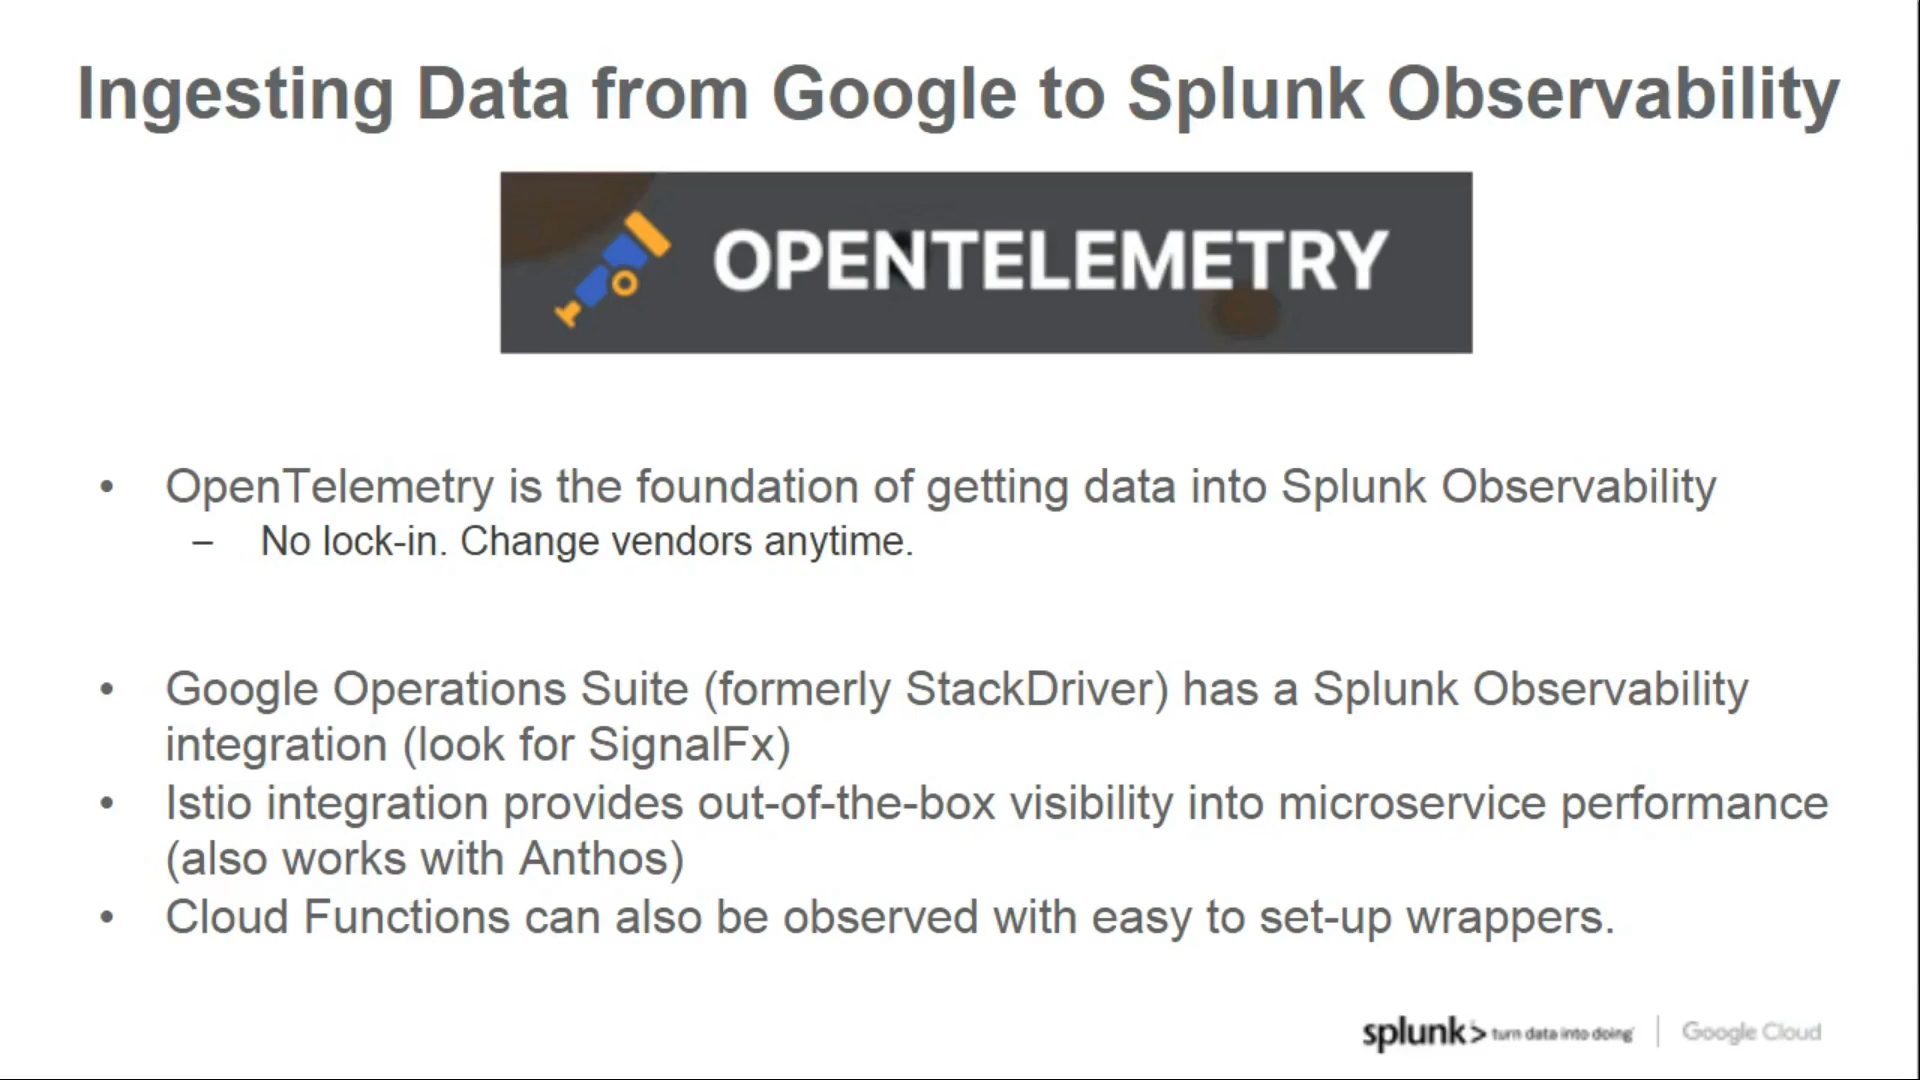 Ingesting Data from Google to Splunk Observability
OPENTELEMETRY
• OpenTelemetry is the foundation of getting data into Splunk Observability
– No lock-in. Change vendors anytime.
• Google Operations Suite (formerly StackDriver) has a Splunk Observability
integration (look for SignalFx)
• Istio integration provides out-of-the-box visibility into microservice performance
(also works with Anthos)
• Cloud Functions can also be observed with easy to set-up wrappers.
splunk> turn data into doing | Google Cloud